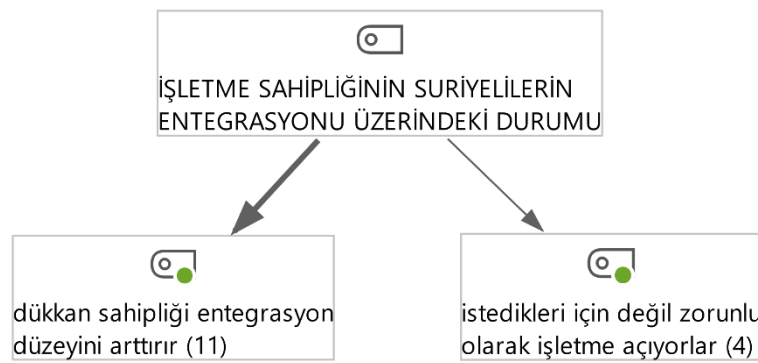 İŞLETME SAHİPLİĞİNİN SURİYELİLERİN
ENTEGRASYONU ÜZERİNDEKİ DURUMU
dükkan sahipliği entegrasyon
düzeyini arttırır (11)
istedikleri için değil zorunlu
olarak işletme açıyorlar (4)